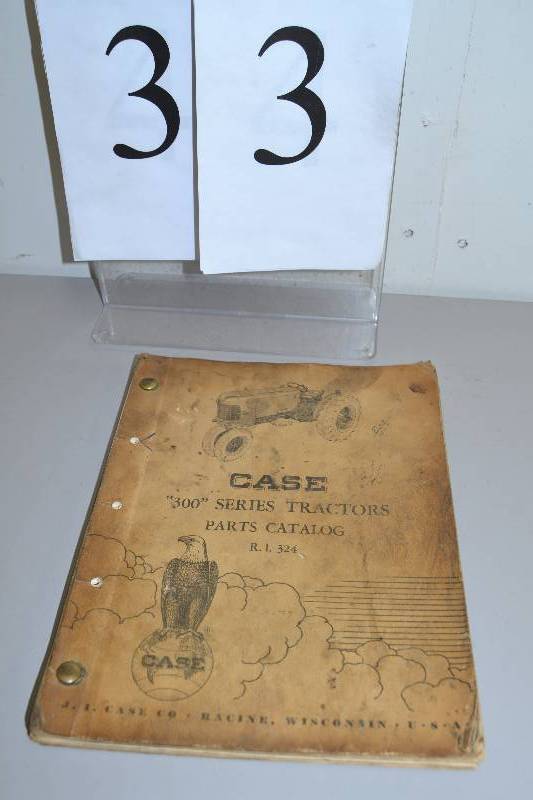 3 3
CASE
"300" SERIES TRACTORS
PARTS CATALOG
R. I. 324
CASE
J. I. CASE CO · RACINE, WISCONSIN · U · S · A